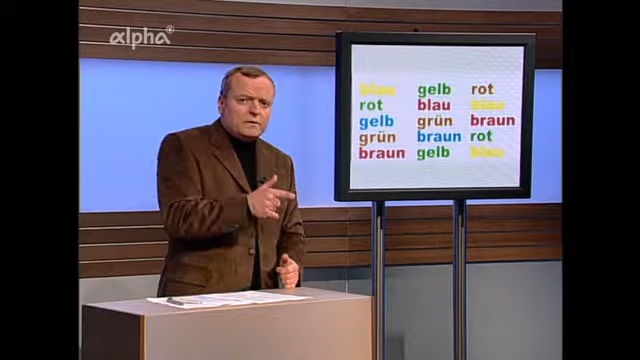 alpha
blau gelb rot
rot blau blau
gelb grün braun
grün braun rot
braun gelb blau